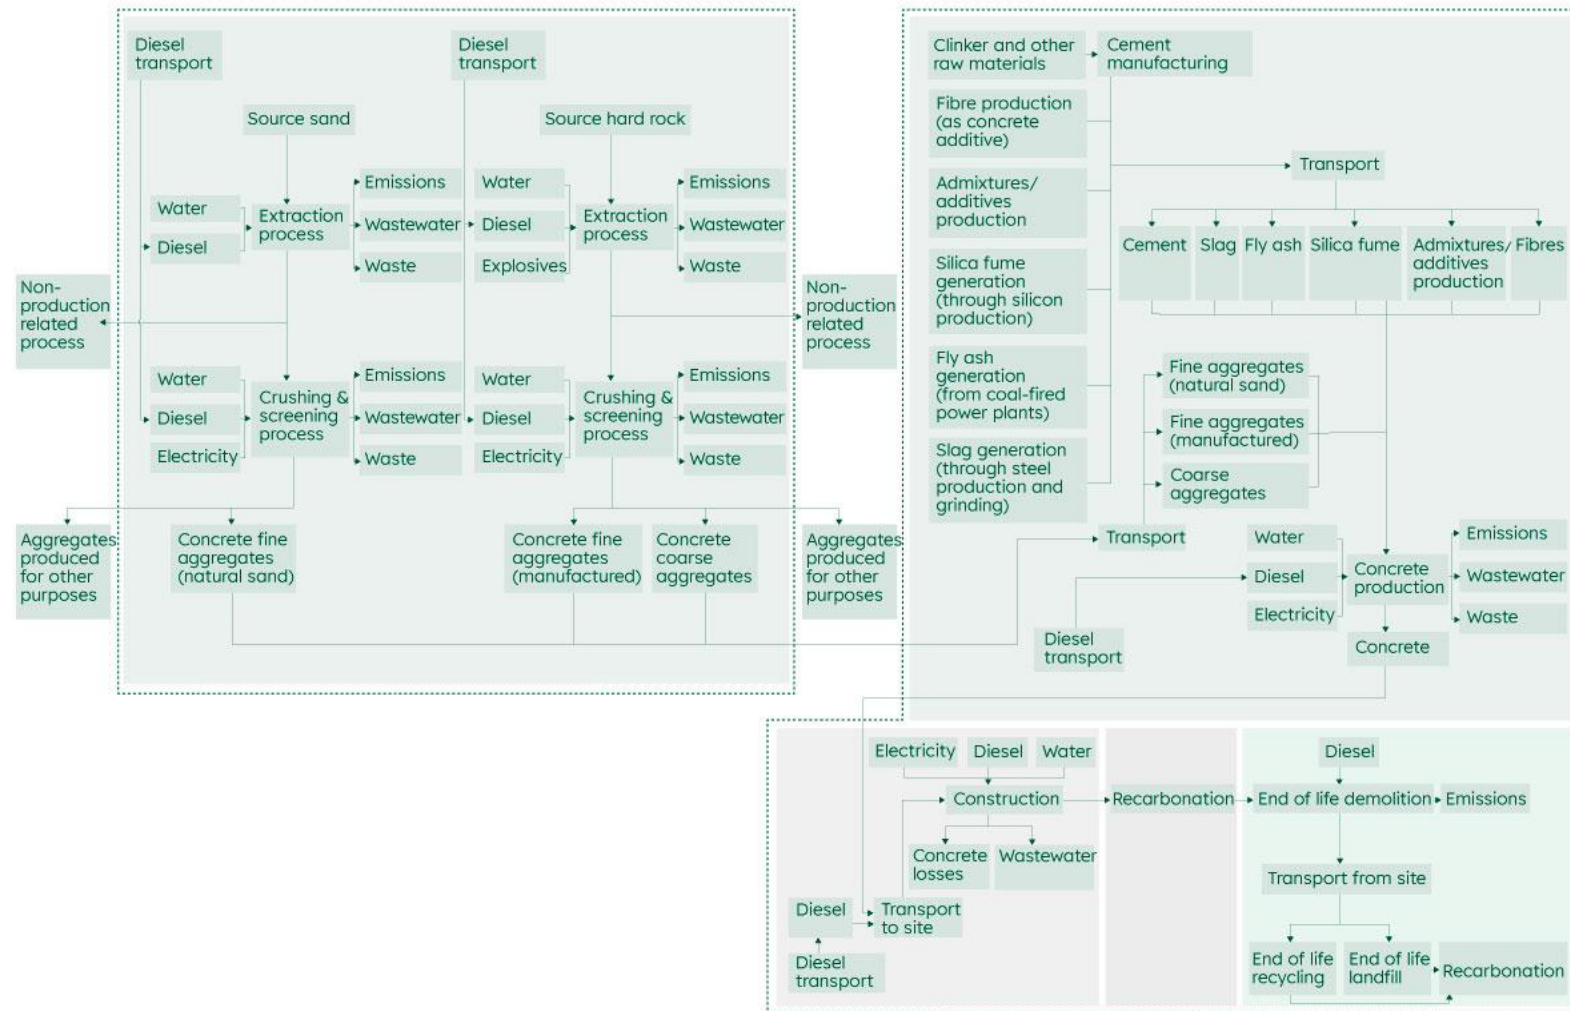 Diesel
transport
Diesel
transport
Source sand
Source hard rock
Water
Diesel
Extraction
process
Emissions
Wastewater
Waste
Water
Diesel
Explosives
Extraction
process
Emissions
Wastewater
Waste
Non-
production
related
process
Non-
production
related
process
Water
Diesel
Electricity
Crushing &
screening
process
Emissions
Wastewater
Waste
Water
Diesel
Electricity
Crushing &
screening
process
Emissions
Wastewater
Waste
Aggregates
produced
for other
purposes
Concrete fine
aggregates
(natural sand)
Concrete fine
aggregates
(manufactured)
Concrete
coarse
aggregates
Aggregates
produced
for other
purposes
Clinker and other
raw materials
Cement
manufacturing
Fibre production
(as concrete
additive)
Admixtures/
additives
production
Silica fume
generation
(through silicon
production)
Fly ash
generation
(from coal-fired
power plants)
Slag generation
(through steel
production and
grinding)
Transport
Cement
Slag
Fly ash
Silica fume
Admixtures/
additives
production
Fibres
Fine aggregates
(natural sand)
Fine aggregates
(manufactured)
Coarse
aggregates
Transport
Water
Diesel
Electricity
Concrete
production
Emissions
Wastewater
Waste
Diesel
transport
Concrete
Electricity
Diesel
Water
Construction
Concrete
losses
Wastewater
Diesel
Transport
to site
Diesel
transport
Recarbonation
Diesel
End of life demolition
Emissions
Transport from site
End of life
recycling
End of life
landfill
Recarbonation